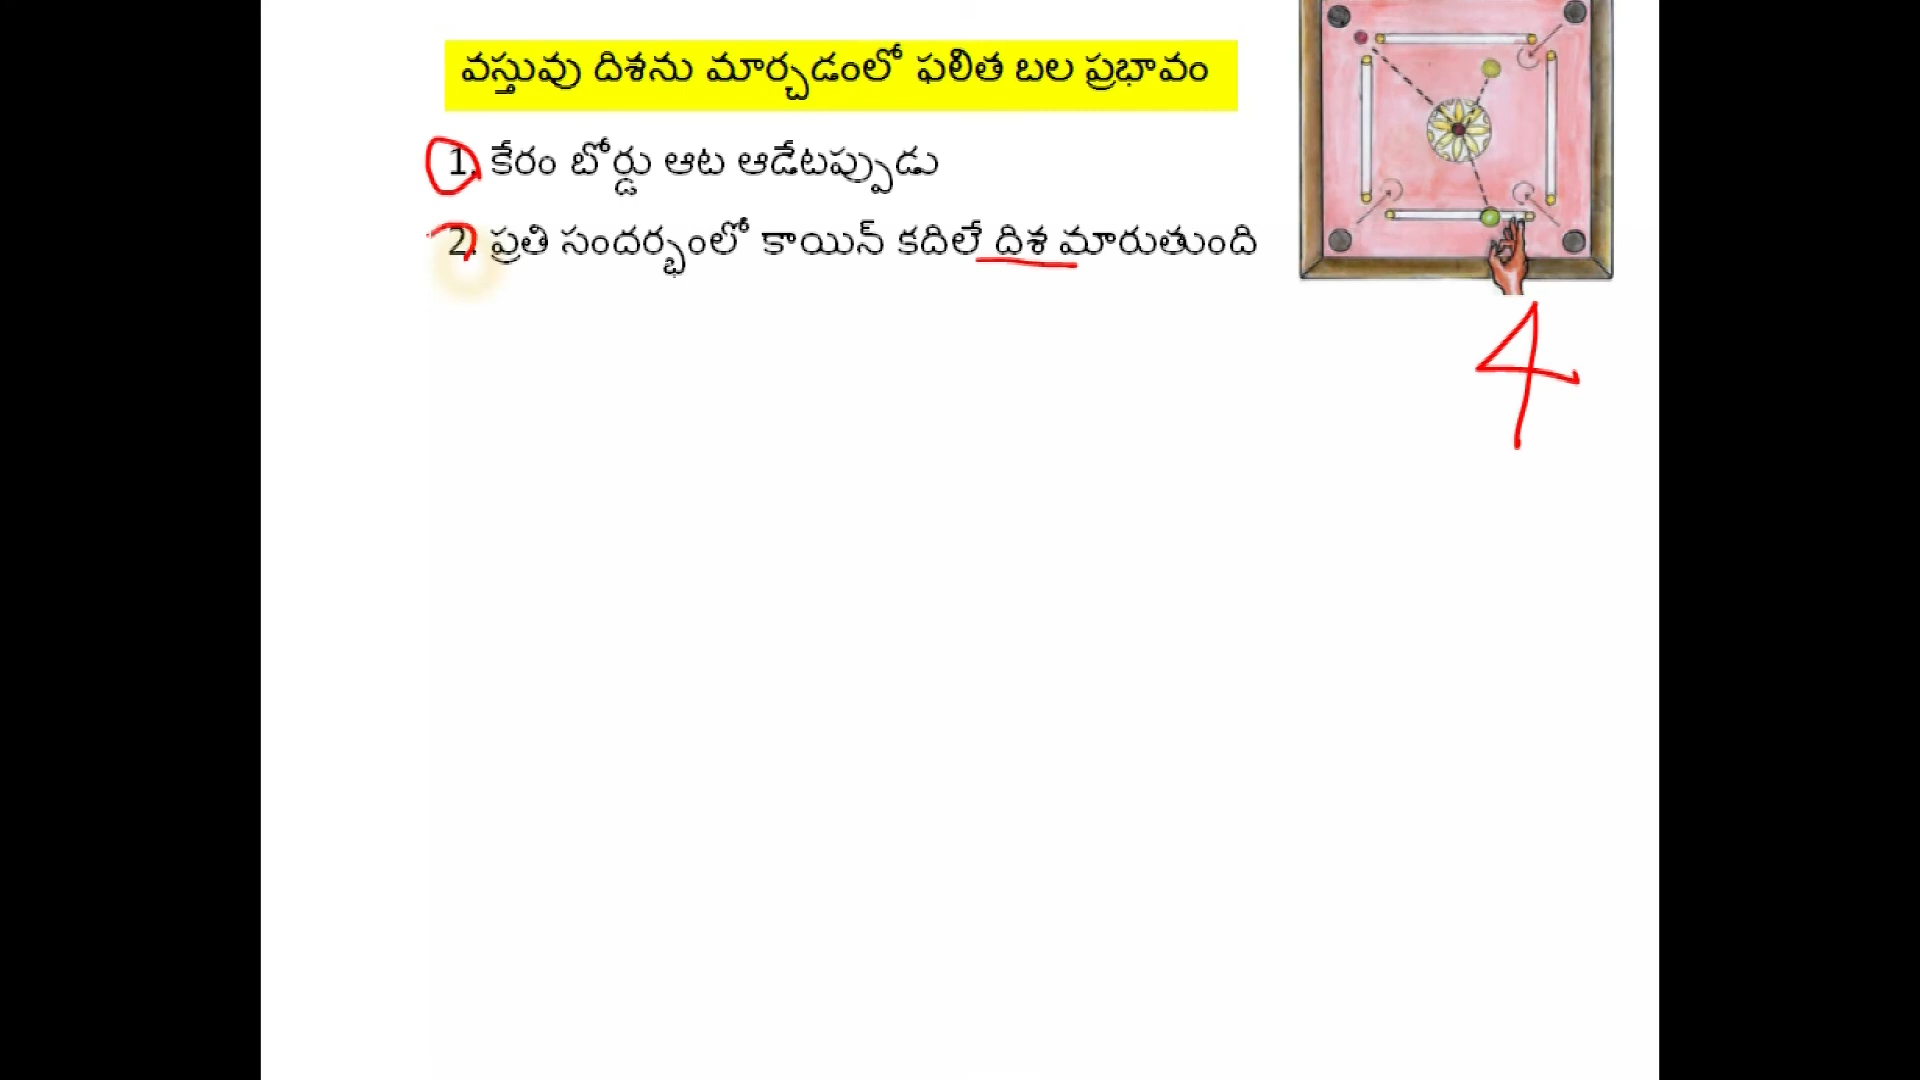 వస్తువు దిశను మార్చడంలో ఫలిత బల ప్రభావం
1. కేరం బోర్డు ఆట ఆడేటప్పుడు
2. ప్రతి సందర్భంలో కాయిన్ కదిలే దిశ మారుతుంది
4